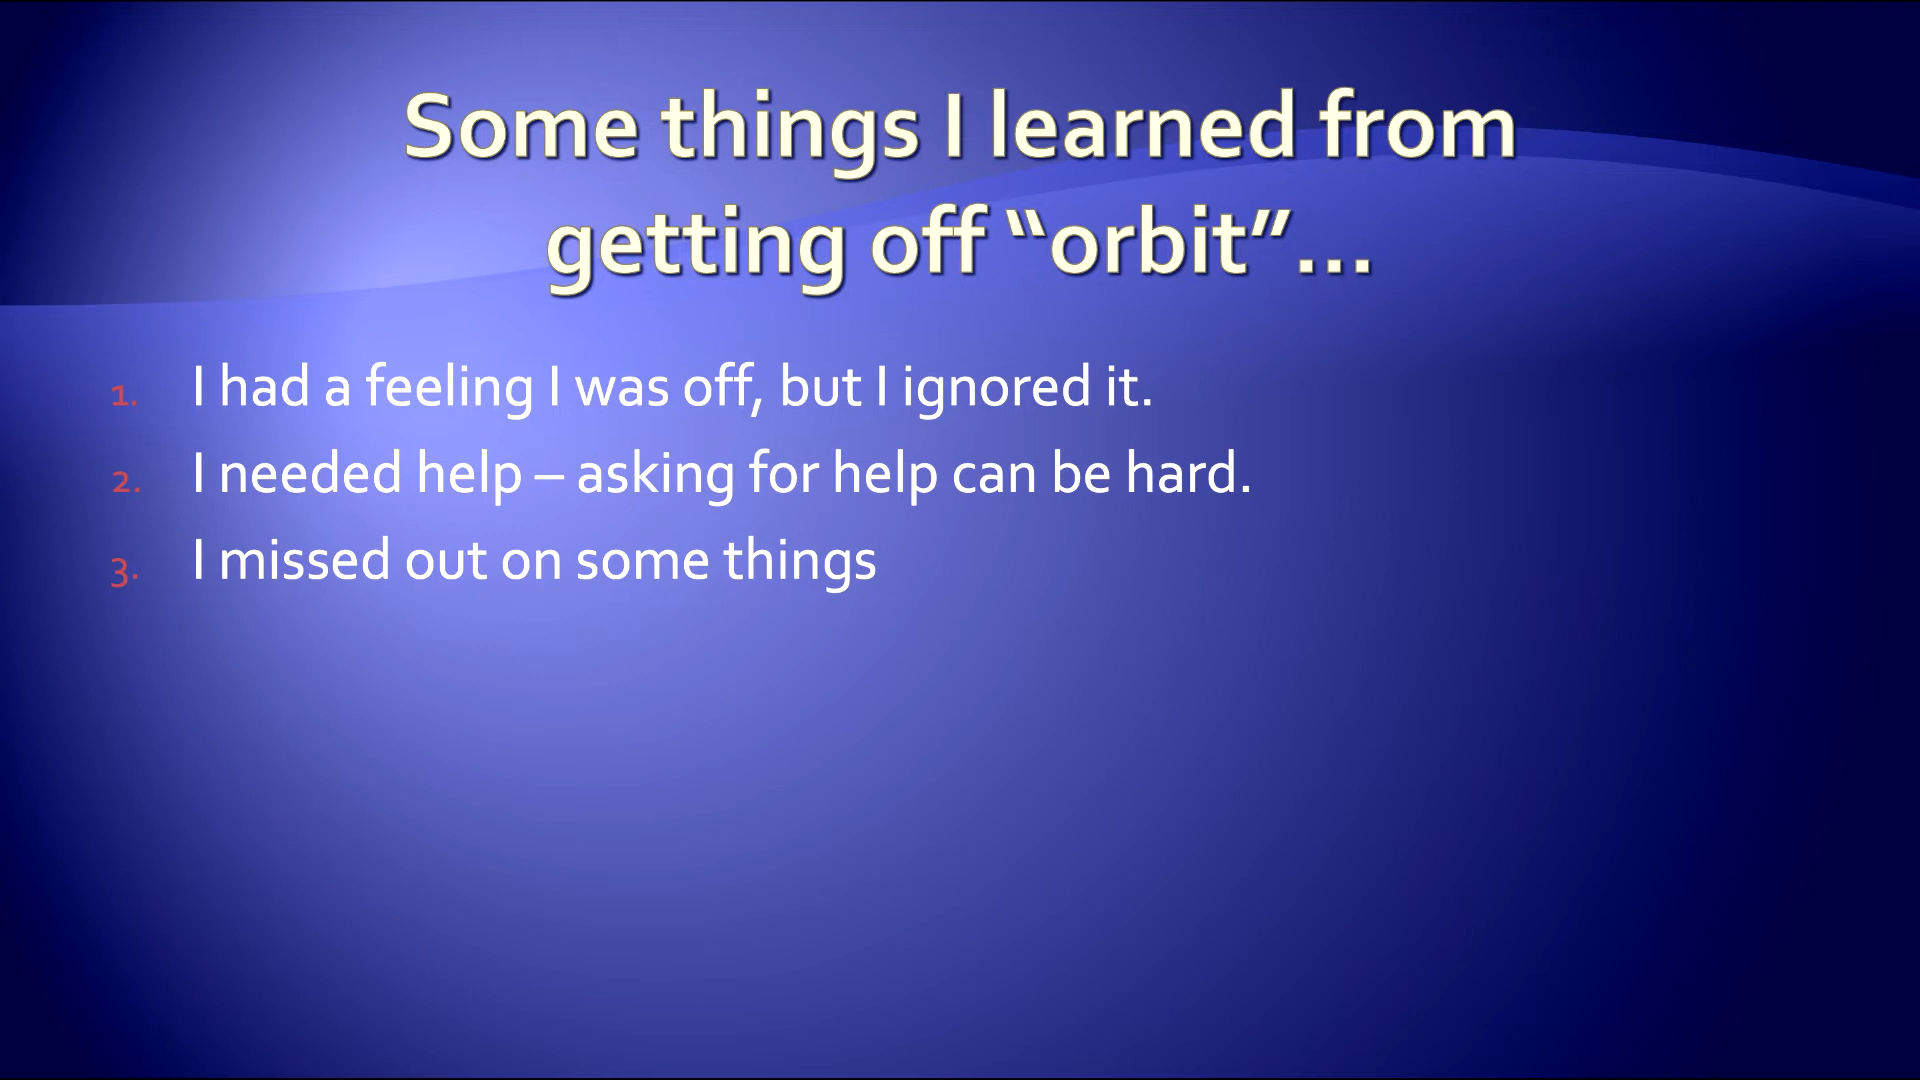 Some things I learned from
getting off “orbit”…
1. I had a feeling I was off, but I ignored it.
2. I needed help – asking for help can be hard.
3. I missed out on some things